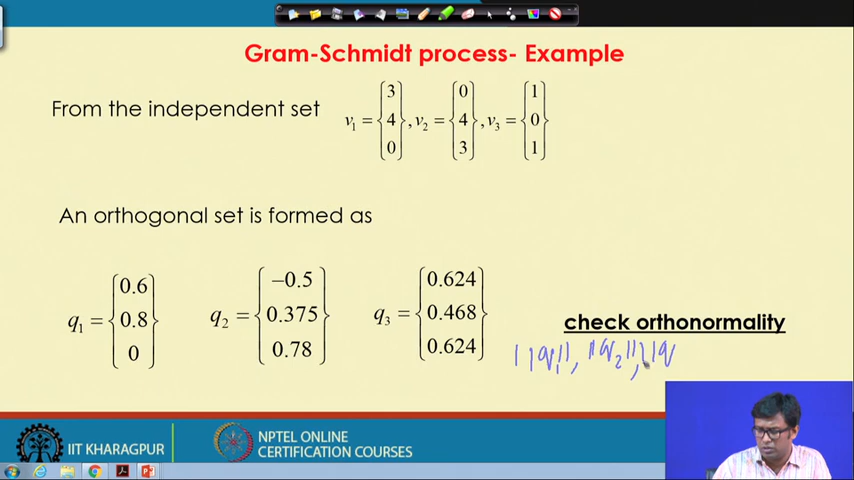 Gram-Schmidt process- Example
From the independent set v₁ = {3 4 0}, v₂ = {0 4 3}, v₃ = {1 0 1}
An orthogonal set is formed as
q₁ = {0.6 0.8 0} q₂ = {−0.5 0.375 0.78} q₃ = {0.624 0.468 0.624}
check orthonormality
||q₁||, ||q₂||, ||q
IIT KHARAGPUR
NPTEL ONLINE
CERTIFICATION COURSES